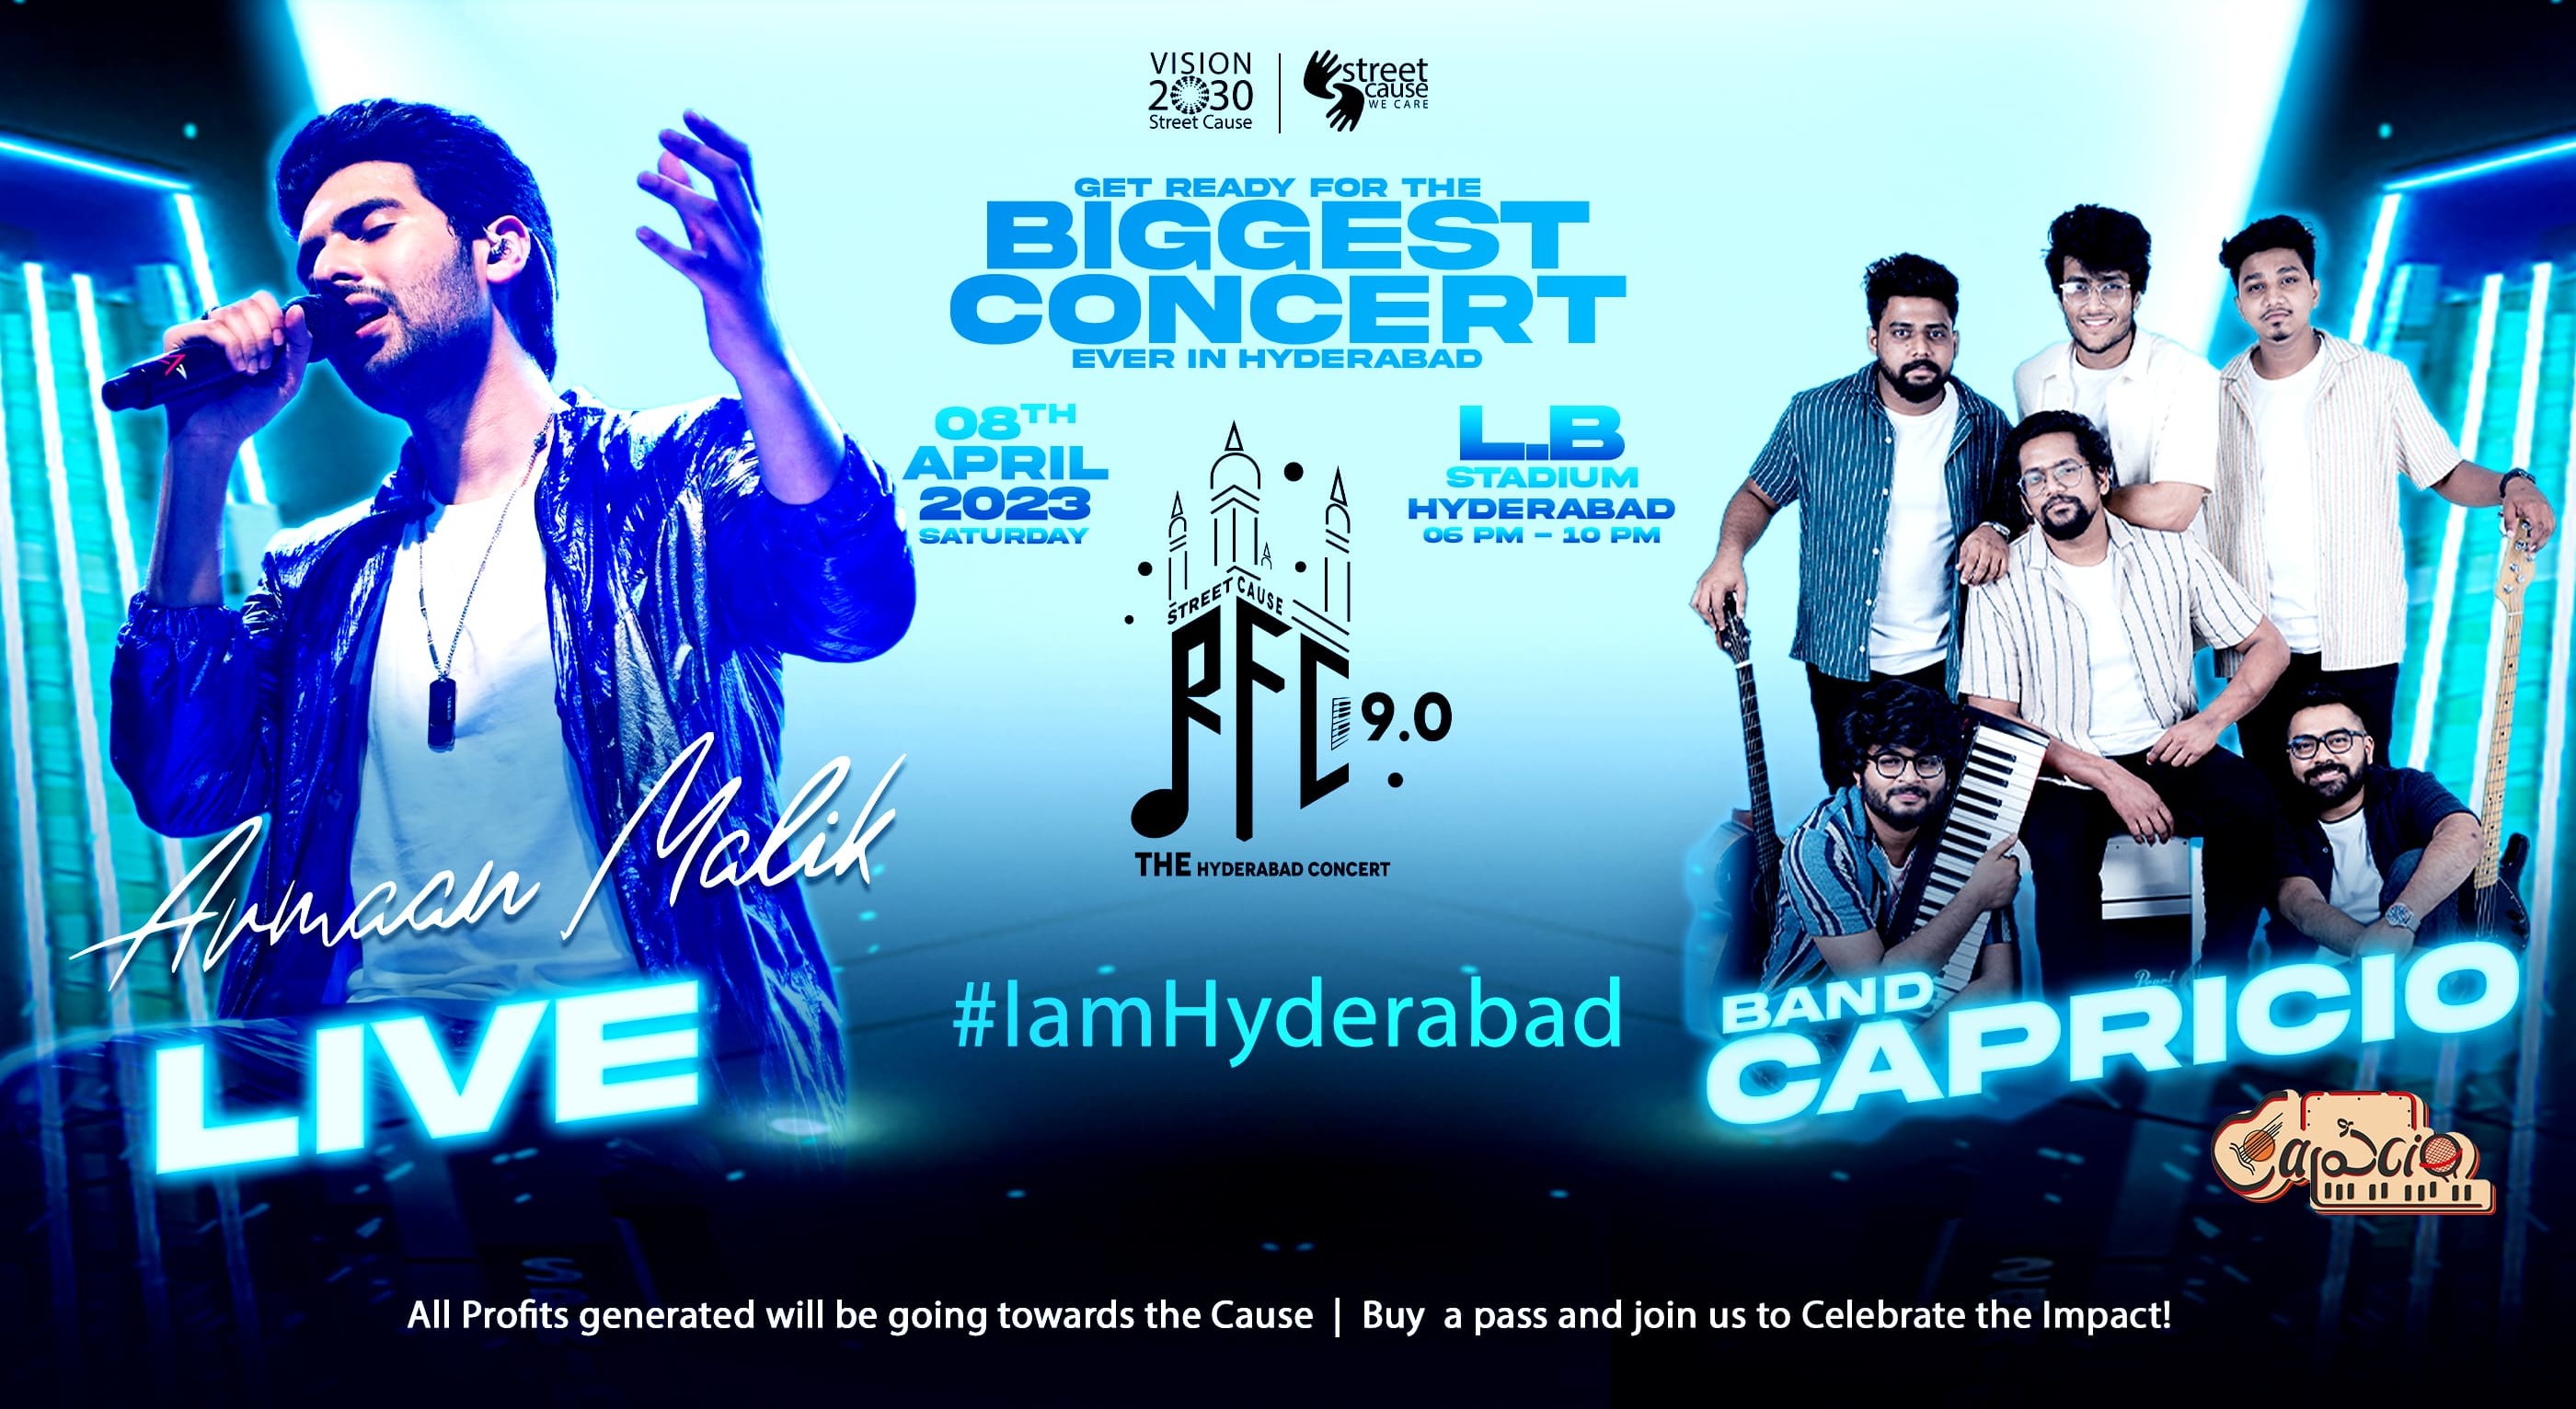 VISION
2030
Street Cause
street
cause
WE CARE
GET READY FOR THE
BIGGEST
CONCERT
EVER IN HYDERABAD
08TH
APRIL
2023
SATURDAY
L.B
STADIUM
HYDERABAD
06 PM – 10 PM
STREET CAUSE
RFC 9.0
THE HYDERABAD CONCERT
Armaan Malik
LIVE
#IamHyderabad
BAND
CAPRICIO
All Profits generated will be going towards the Cause | Buy a pass and join us to Celebrate the Impact!